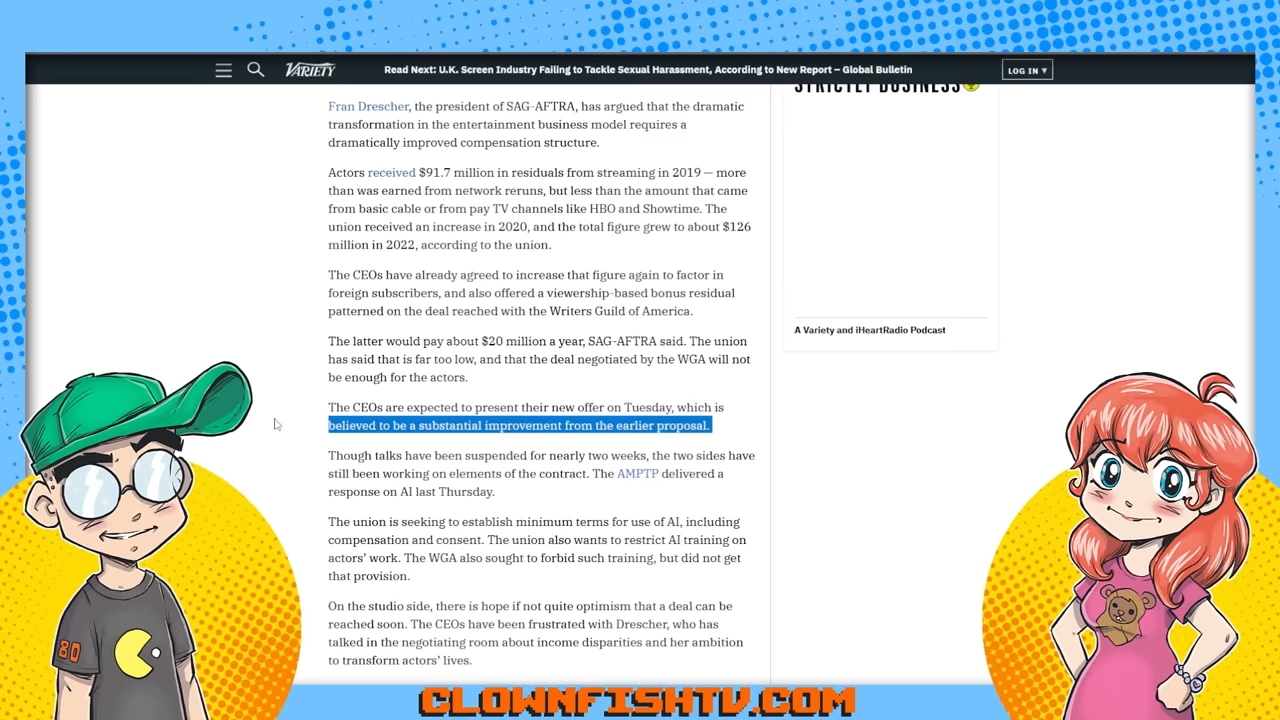 VARIETY
Read Next: U.K. Screen Industry Failing to Tackle Sexual Harassment, According to New Report – Global Bulletin
LOG IN ▾
Fran Drescher, the president of SAG-AFTRA, has argued that the dramatic
transformation in the entertainment business model requires a
dramatically improved compensation structure.
Actors received $91.7 million in residuals from streaming in 2019 — more
than was earned from network reruns, but less than the amount that came
from basic cable or from pay TV channels like HBO and Showtime. The
union received an increase in 2020, and the total figure grew to about $126
million in 2022, according to the union.
The CEOs have already agreed to increase that figure again to factor in
foreign subscribers, and also offered a viewership-based bonus residual
patterned on the deal reached with the Writers Guild of America.
The latter would pay about $20 million a year, SAG-AFTRA said. The union
has said that is far too low, and that the deal negotiated by the WGA will not
be enough for the actors.
The CEOs are expected to present their new offer on Tuesday, which is
believed to be a substantial improvement from the earlier proposal.
Though talks have been suspended for nearly two weeks, the two sides have
still been working on elements of the contract. The AMPTP delivered a
response on AI last Thursday.
The union is seeking to establish minimum terms for use of AI, including
compensation and consent. The union also wants to restrict AI training on
actors’ work. The WGA also sought to forbid such training, but did not get
that provision.
On the studio side, there is hope if not quite optimism that a deal can be
reached soon. The CEOs have been frustrated with Drescher, who has
talked in the negotiating room about income disparities and her ambition
to transform actors’ lives.
STRICTLY BUSINESS
A Variety and iHeartRadio Podcast
80
CLOWNFISHTV.COM